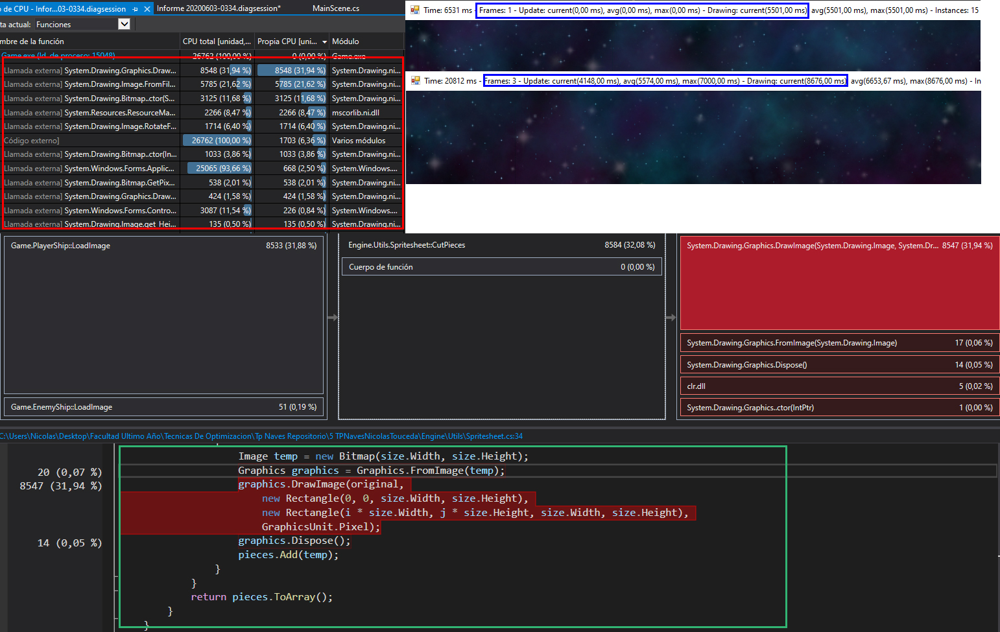 o de CPU - Infor...03-0334.diagsession
Informe 20200603-0334.diagsession*
MainScene.cs
ta actual: Funciones
mbre de la función
CPU total [unidad,...
Propia CPU [uni...
Módulo
Game.exe (Id. de proceso: 15048) 26762 (100,00 %) 0 (0,00 %) Game.exe
Llamada externa] System.Drawing.Graphics.Draw... 8548 (31,94 %) 8548 (31,94 %) System.Drawing.ni...
Llamada externa] System.Drawing.Image.FromFil... 5785 (21,62 %) 5785 (21,62 %) System.Drawing.ni...
Llamada externa] System.Drawing.Bitmap..ctor(S... 3125 (11,68 %) 3125 (11,68 %) System.Drawing.ni...
Llamada externa] System.Resources.ResourceMa... 2266 (8,47 %) 2266 (8,47 %) mscorlib.ni.dll
Llamada externa] System.Drawing.Image.RotateF... 1714 (6,40 %) 1714 (6,40 %) System.Drawing.ni...
Código externo] 26762 (100,00 %) 1703 (6,36 %) Varios módulos
Llamada externa] System.Drawing.Bitmap..ctor(In... 1033 (3,86 %) 1033 (3,86 %) System.Drawing.ni...
Llamada externa] System.Windows.Forms.Applic... 25065 (93,66 %) 668 (2,50 %) System.Windows....
Llamada externa] System.Drawing.Bitmap.GetPix... 538 (2,01 %) 538 (2,01 %) System.Drawing.ni...
Llamada externa] System.Drawing.Graphics.Draw... 424 (1,58 %) 424 (1,58 %) System.Drawing.ni...
Llamada externa] System.Windows.Forms.Contro... 3087 (11,54 %) 226 (0,84 %) System.Windows....
Llamada externa] System.Drawing.Image.get_Hei... 135 (0,50 %) 135 (0,50 %) System.Drawing.ni...
Time: 6531 ms - Frames: 1 - Update: current(0,00 ms), avg(0,00 ms), max(0,00 ms) - Drawing: current(5501,00 ms), avg(5501,00 ms), max(5501,00 ms) - Instances: 15
Time: 20812 ms - Frames: 3 - Update: current(4148,00 ms), avg(5574,00 ms), max(7000,00 ms) - Drawing: current(8676,00 ms), avg(6653,67 ms), max(8676,00 ms) - In
Game.PlayerShip::LoadImage 8533 (31,88 %)
Game.EnemyShip::LoadImage 51 (0,19 %)
Engine.Utils.Spritesheet::CutPieces 8584 (32,08 %)
Cuerpo de función 0 (0,00 %)
System.Drawing.Graphics.DrawImage(System.Drawing.Image, System.Dr... 8547 (31,94 %)
System.Drawing.Graphics.FromImage(System.Drawing.Image) 17 (0,06 %)
System.Drawing.Graphics.Dispose() 14 (0,05 %)
clr.dll 5 (0,02 %)
System.Drawing.Graphics..ctor(IntPtr) 1 (0,00 %)
C:\Users\Nicolas\Desktop\Facultad Ultimo Año\Tecnicas De Optimizacion\Tp Naves Repositorio\5 TPNavesNicolasTouceda\Engine\Utils\Spritesheet.cs:34
Image temp = new Bitmap(size.Width, size.Height);
20 (0,07 %) Graphics graphics = Graphics.FromImage(temp);
8547 (31,94 %) graphics.DrawImage(original,
new Rectangle(0, 0, size.Width, size.Height),
new Rectangle(i * size.Width, j * size.Height, size.Width, size.Height),
GraphicsUnit.Pixel);
14 (0,05 %) graphics.Dispose();
pieces.Add(temp);
}
}
return pieces.ToArray();
}
}